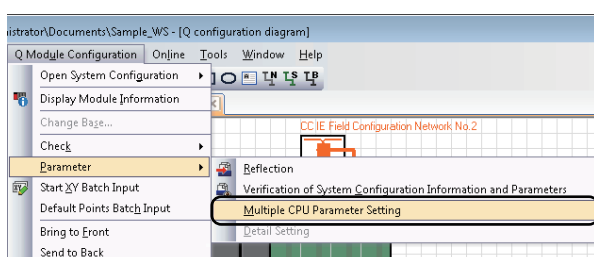 istrator\Documents\Sample_WS - [Q configuration diagram]
Q Module Configuration Online Tools Window Help
Open System Configuration
Display Module Information
Change Base...
CC IE Field Configuration Network No.2
Check
Parameter
Reflection
Start XY Batch Input
Verification of System Configuration Information and Parameters
Default Points Batch Input
Multiple CPU Parameter Setting
Bring to Front
Detail Setting
Send to Back